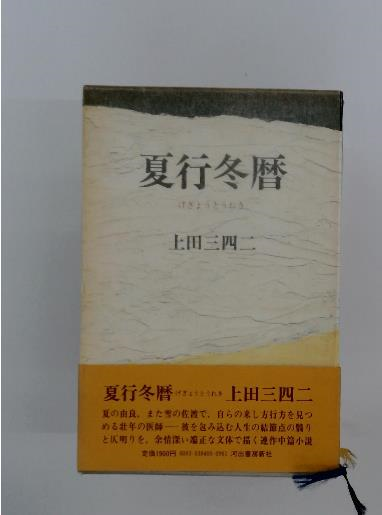 夏行冬暦
げぎょうとうれき
上田三四二
夏行冬暦 げぎょうとうれき 上田三四二
夏の由良。また雪の佐渡で、自らの来し方行方を見つ
める壮年の医師――彼を包み込む人生の結節点の翳り
と仄明りを、余情深い端正な文体で描く連作中篇小説
定価1900円 河出書房新社